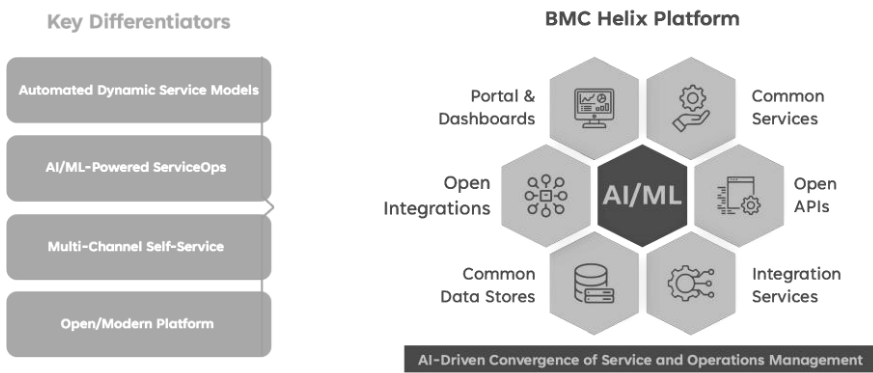 Key Differentiators
Automated Dynamic Service Models
AI/ML-Powered ServiceOps
Multi-Channel Self-Service
Open/Modern Platform
BMC Helix Platform
Portal &
Dashboards
Common
Services
Open
Integrations
AI/ML
Open
APIs
Common
Data Stores
Integration
Services
AI-Driven Convergence of Service and Operations Management